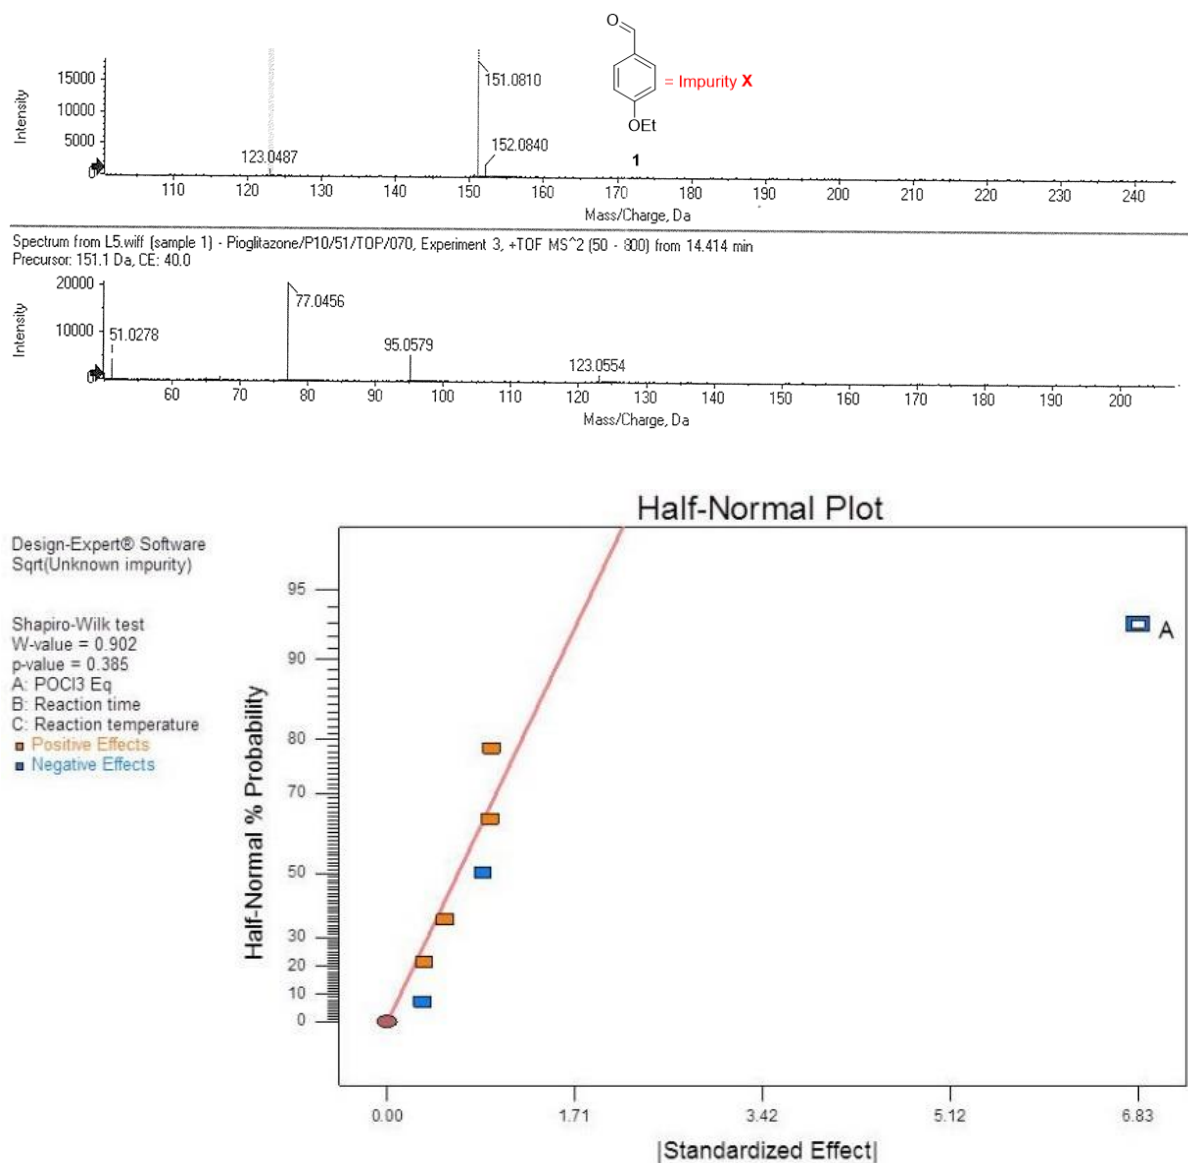 O
= Impurity X
OEt
1
Intensity
15000
10000
5000
0
123.0487
151.0810
152.0840
110 120 130 140 150 160 170 180 190 200 210 220 230 240
Mass/Charge, Da
Spectrum from L5.wiff (sample 1) - Pioglitazone/P10/51/TOP/070, Experiment 3, +TOF MS^2 (50 - 800) from 14.414 min
Precursor: 151.1 Da, CE: 40.0
Intensity
20000
10000
0
51.0278
77.0456
95.0579
123.0554
60 70 80 90 100 110 120 130 140 150 160 170 180 190 200
Mass/Charge, Da
Half-Normal Plot
Design-Expert® Software
Sqrt(Unknown impurity)
Shapiro-Wilk test
W-value = 0.902
p-value = 0.385
A: POCl3 Eq
B: Reaction time
C: Reaction temperature
Positive Effects
Negative Effects
Half-Normal % Probability
95
90
80
70
50
30
20
10
0
A
0.00 1.71 3.42 5.12 6.83
|Standardized Effect|